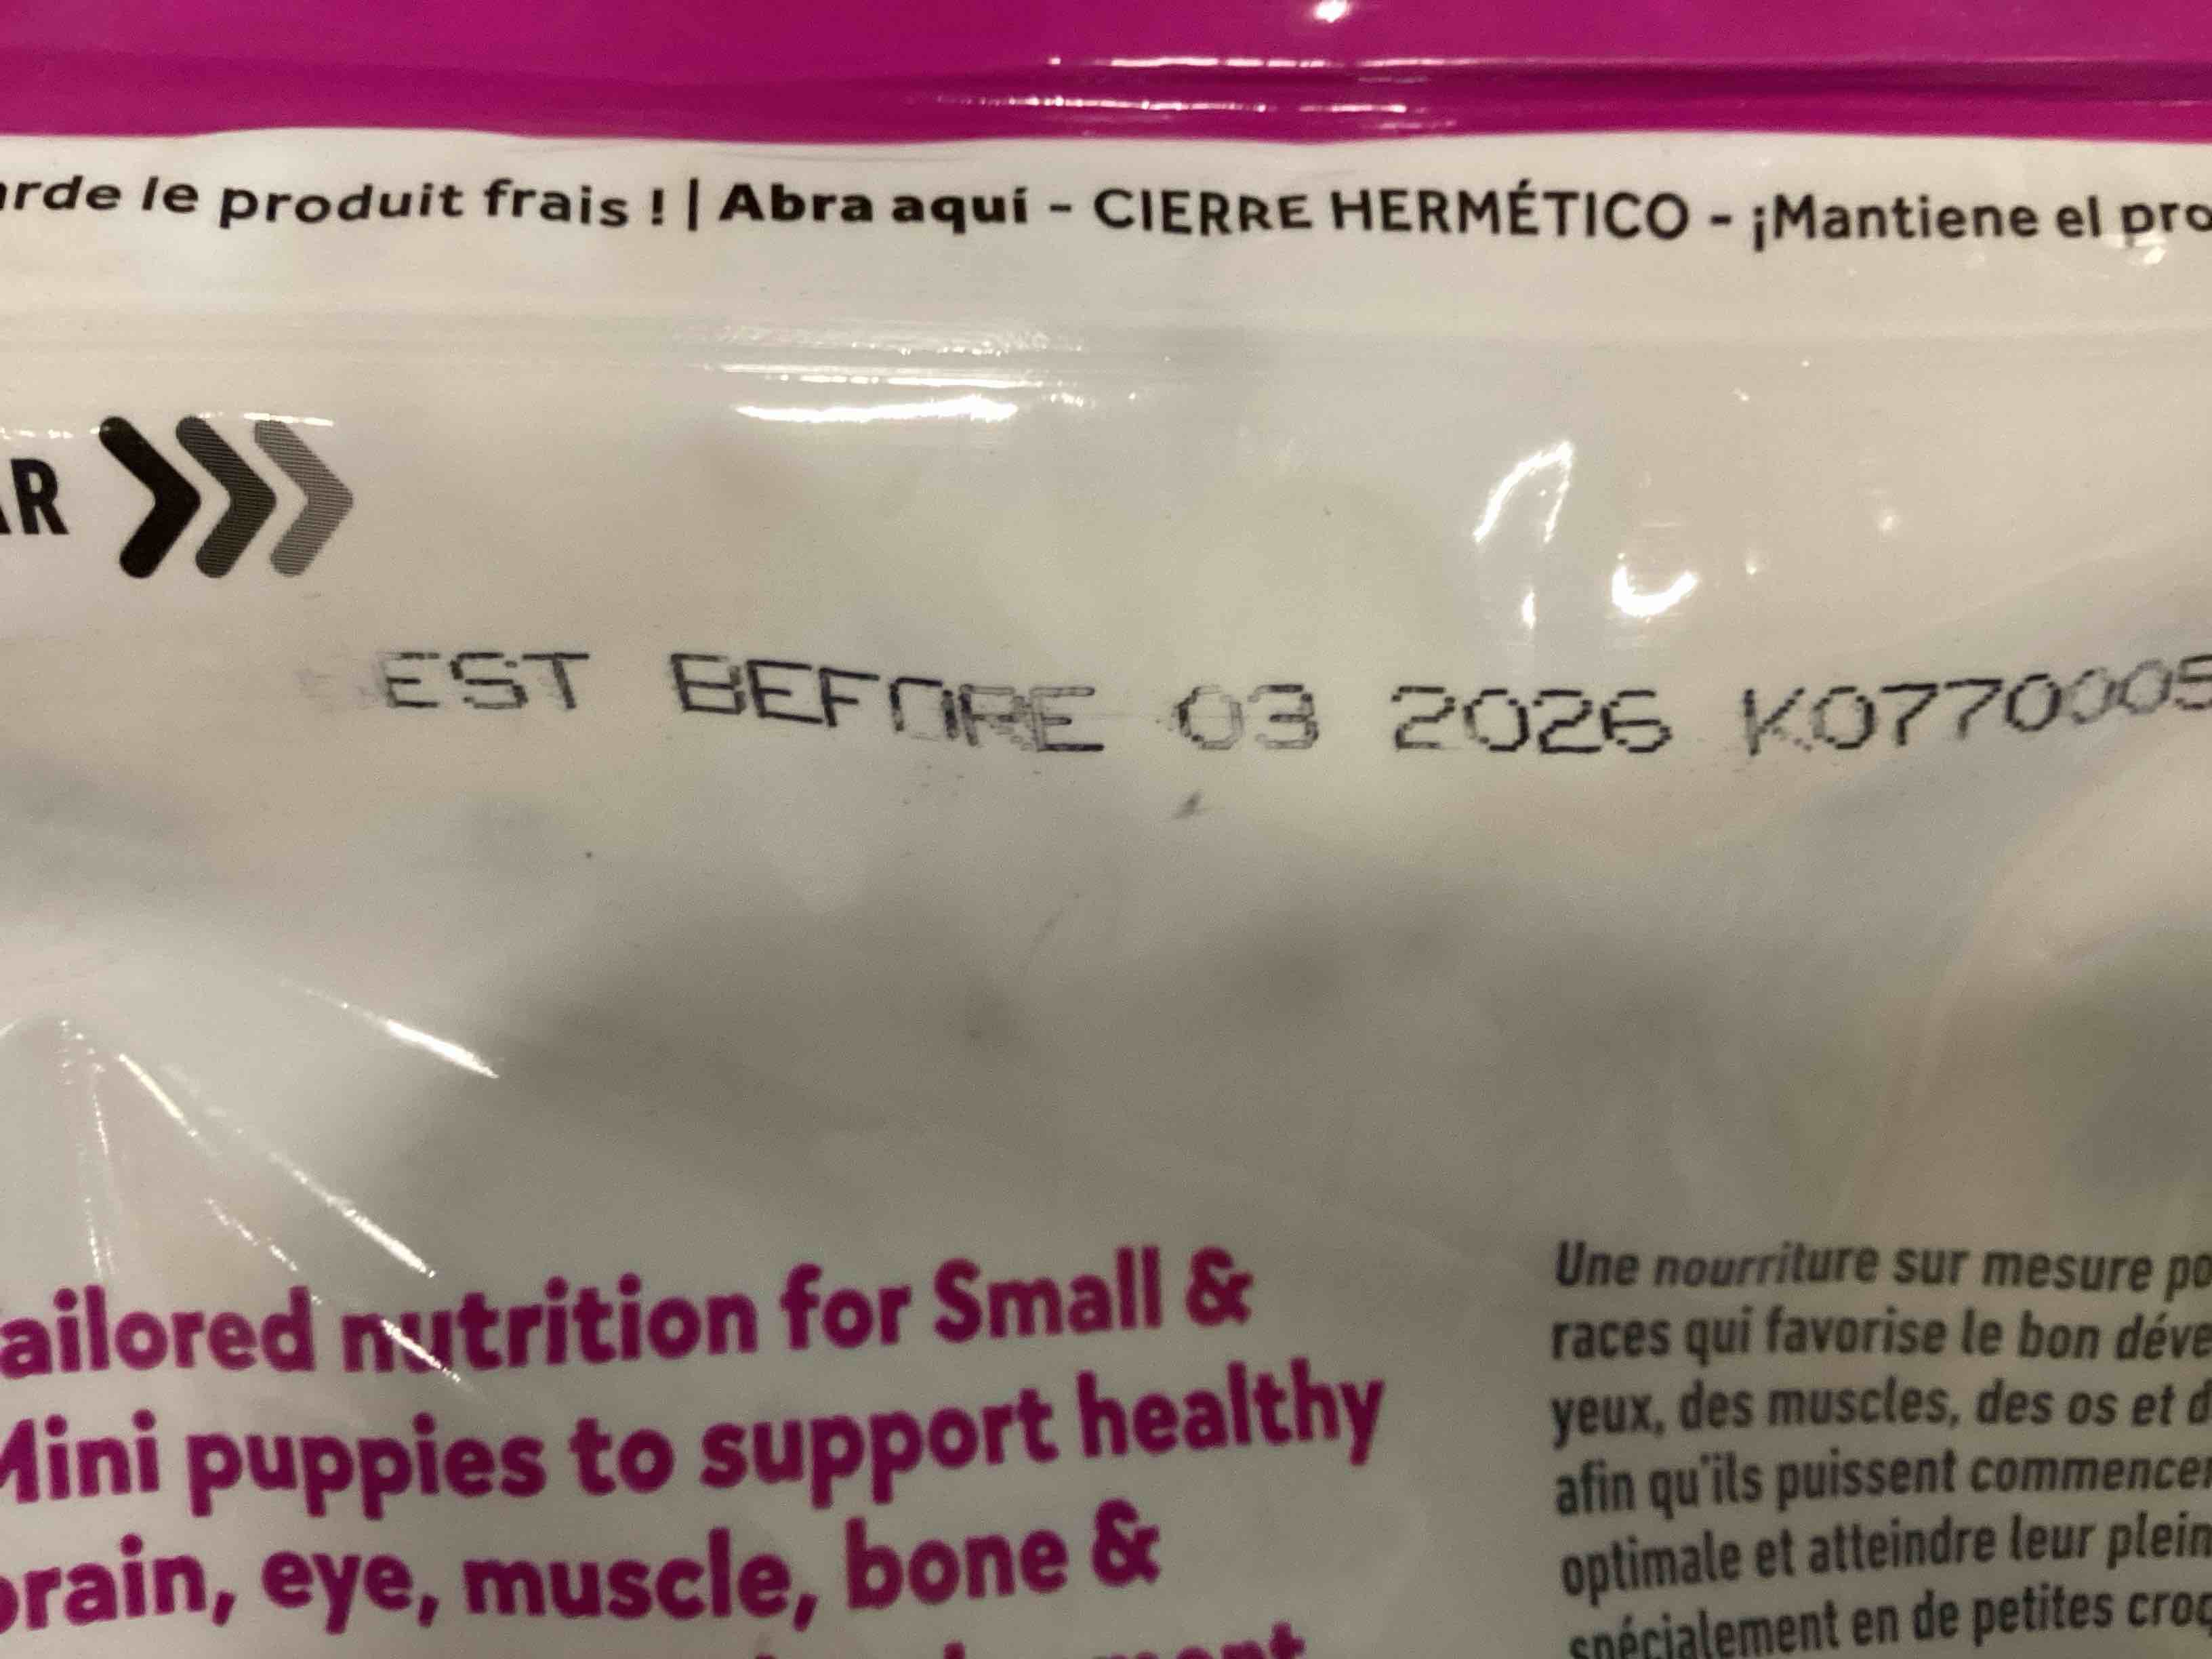 arde le produit frais ! | Abra aquí - CIERRE HERMÉTICO - ¡Mantiene el pro
AR
EST BEFORE 03 2026 K0770005
ailored nutrition for Small &
Mini puppies to support healthy
brain, eye, muscle, bone &
Une nourriture sur mesure po
races qui favorise le bon déve
yeux, des muscles, des os et d
afin qu'ils puissent commencer
optimale et atteindre leur plein
spécialement en de petites croq